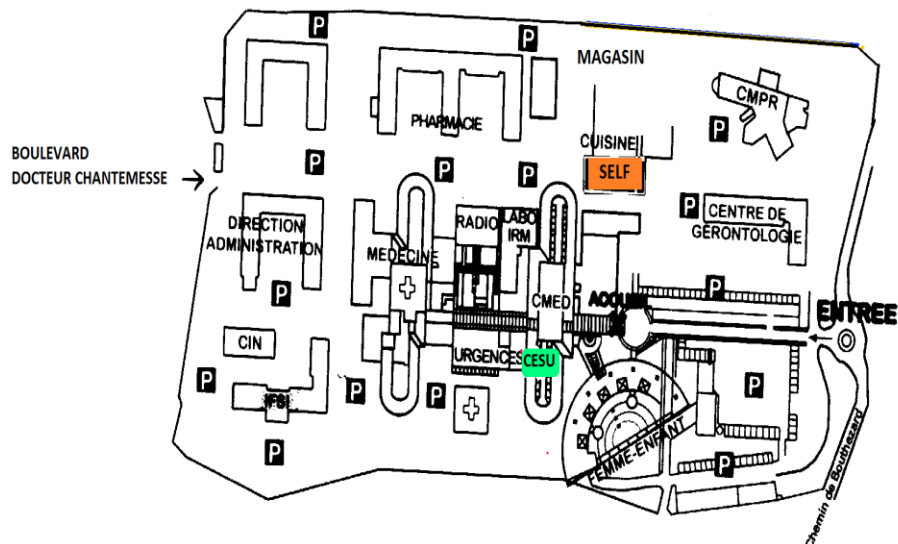 P
P
MAGASIN
CMPR
PHARMACIE
P
CUISINE
BOULEVARD
DOCTEUR CHANTEMESSE
P
P
P
SELF
P
CENTRE DE
GÉRONTOLOGIE
DIRECTION
ADMINISTRATION
MEDECINE
RADIO
LABO
IRM
P
P
CMED
ACCUEIL
ENTREE
CIN
URGENCES
CESU
P
P
P
P
IFSI
FEMME-ENFANT
P
P
Chemin de Bouthezard